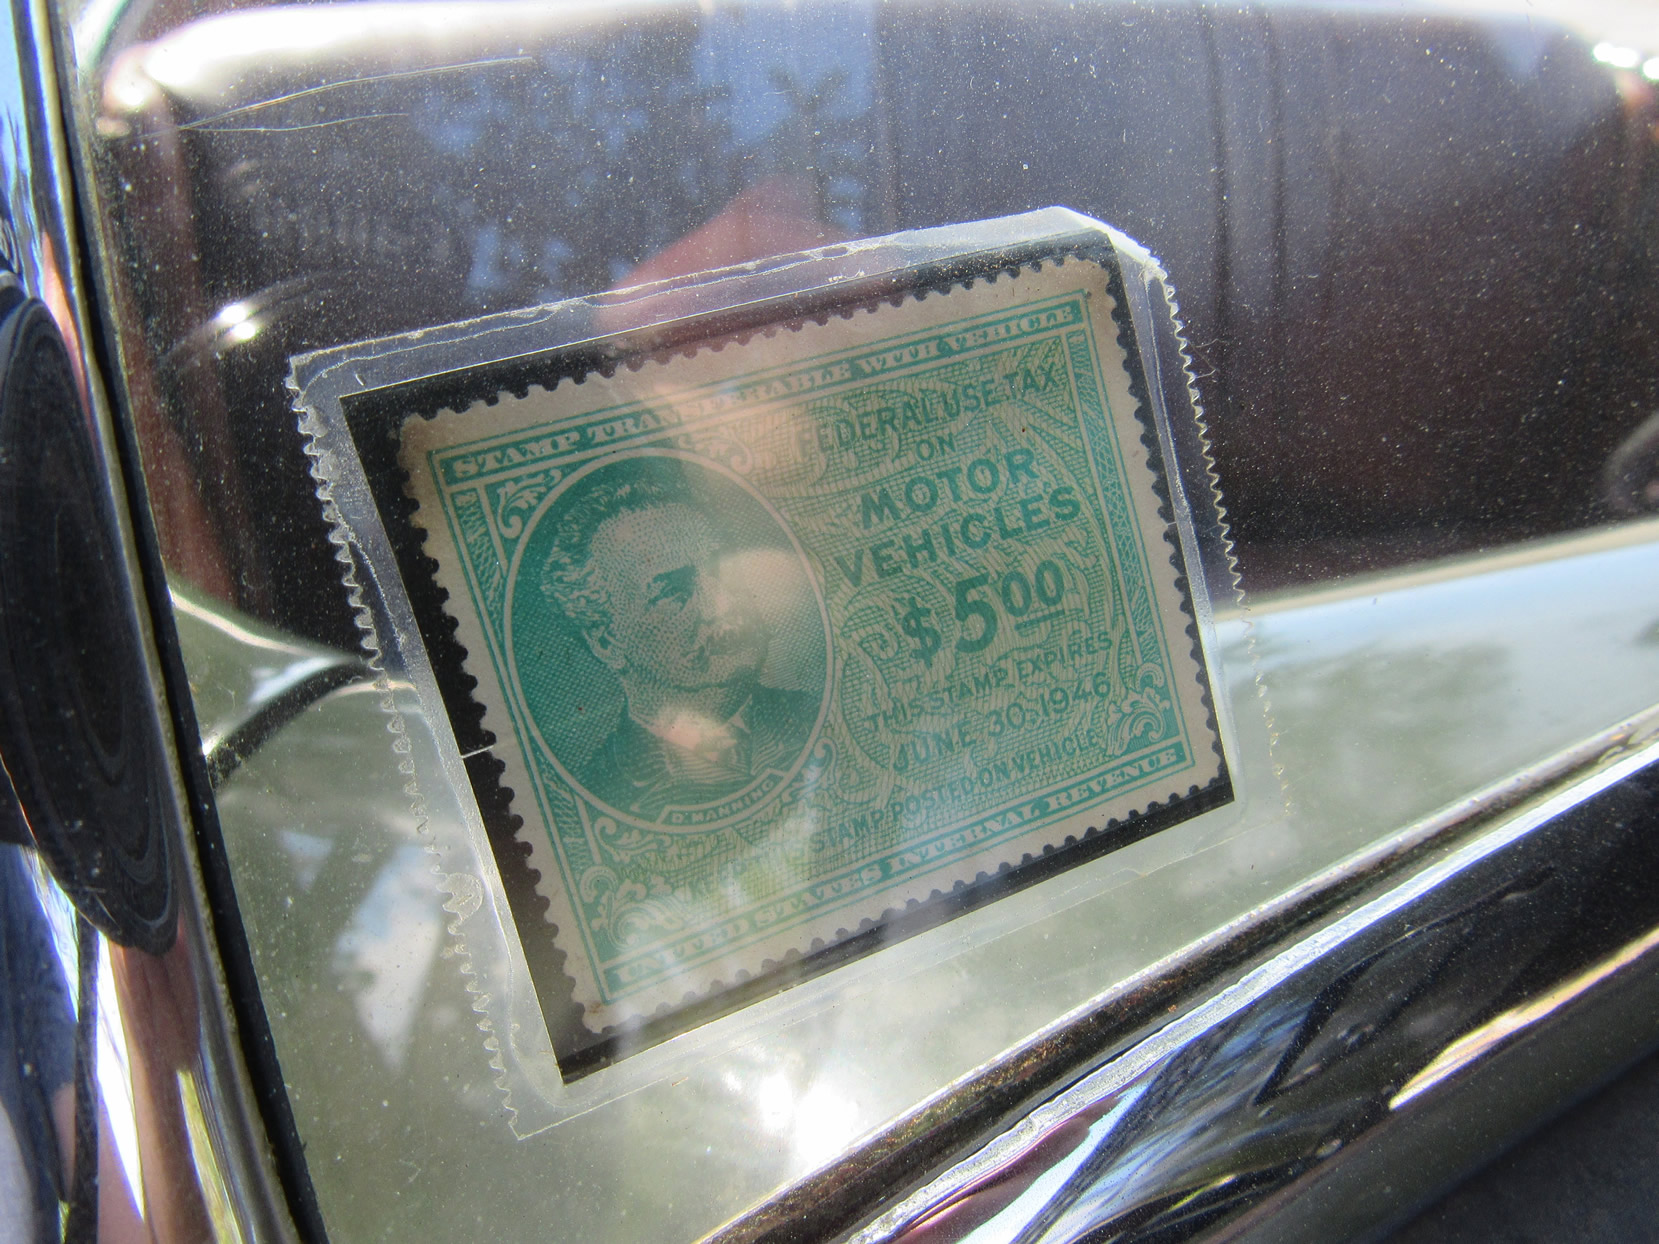 STAMP TRANSFERABLE WITH VEHICLE
FEDERAL USE TAX
ON
MOTOR
VEHICLES
$5.00
THIS STAMP EXPIRES
JUNE 30, 1946
KEEP STAMP POSTED ON VEHICLE
D. MANNING
UNITED STATES INTERNAL REVENUE